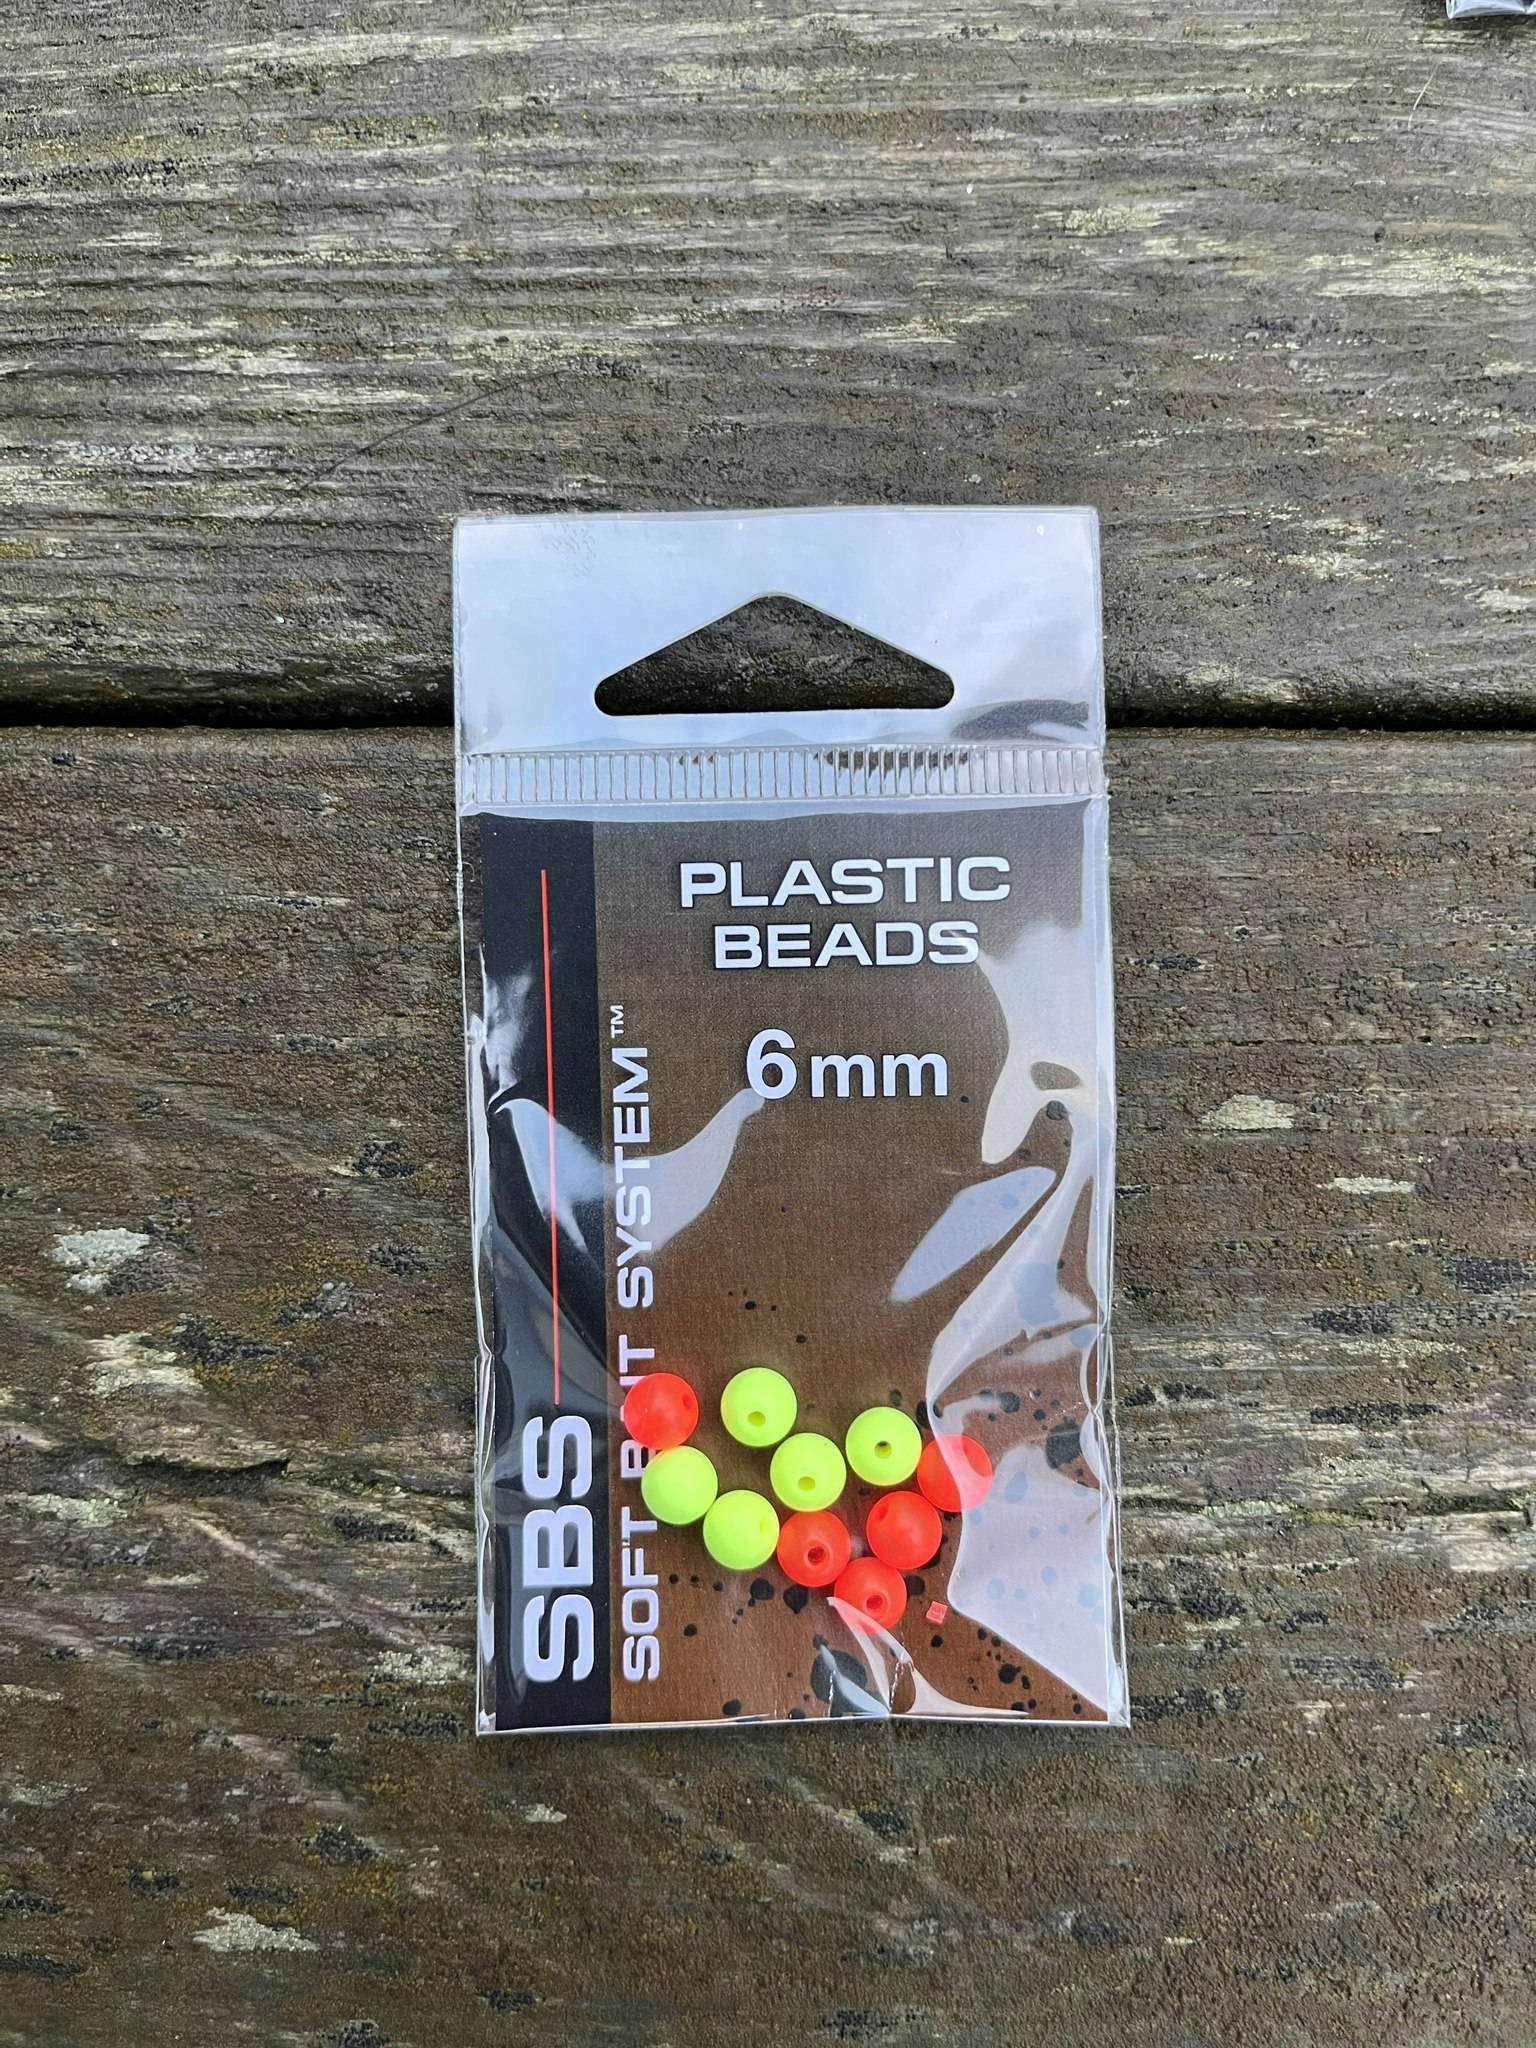 PLASTIC
BEADS
6mm
SBS
SOFT BAIT SYSTEM™